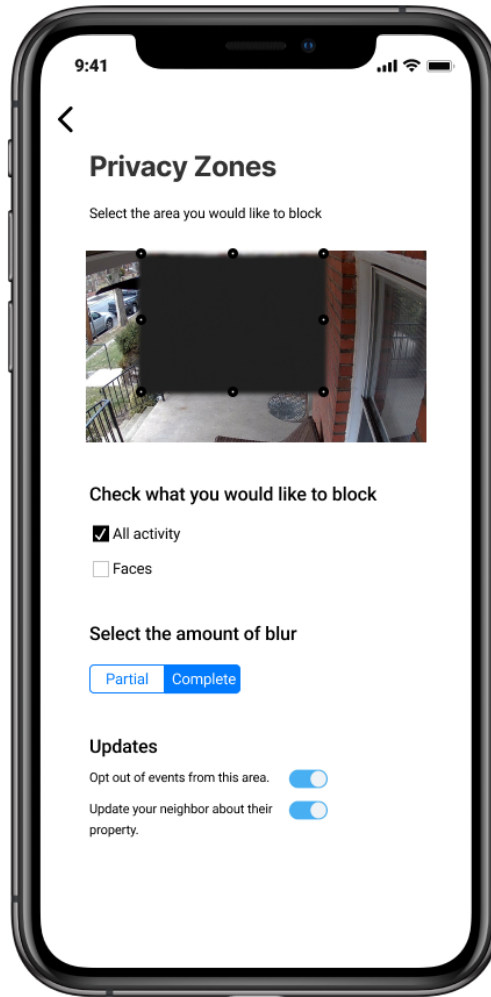 9:41
Privacy Zones
Select the area you would like to block
Check what you would like to block
All activity
Faces
Select the amount of blur
Partial Complete
Updates
Opt out of events from this area.
Update your neighbor about their
property.